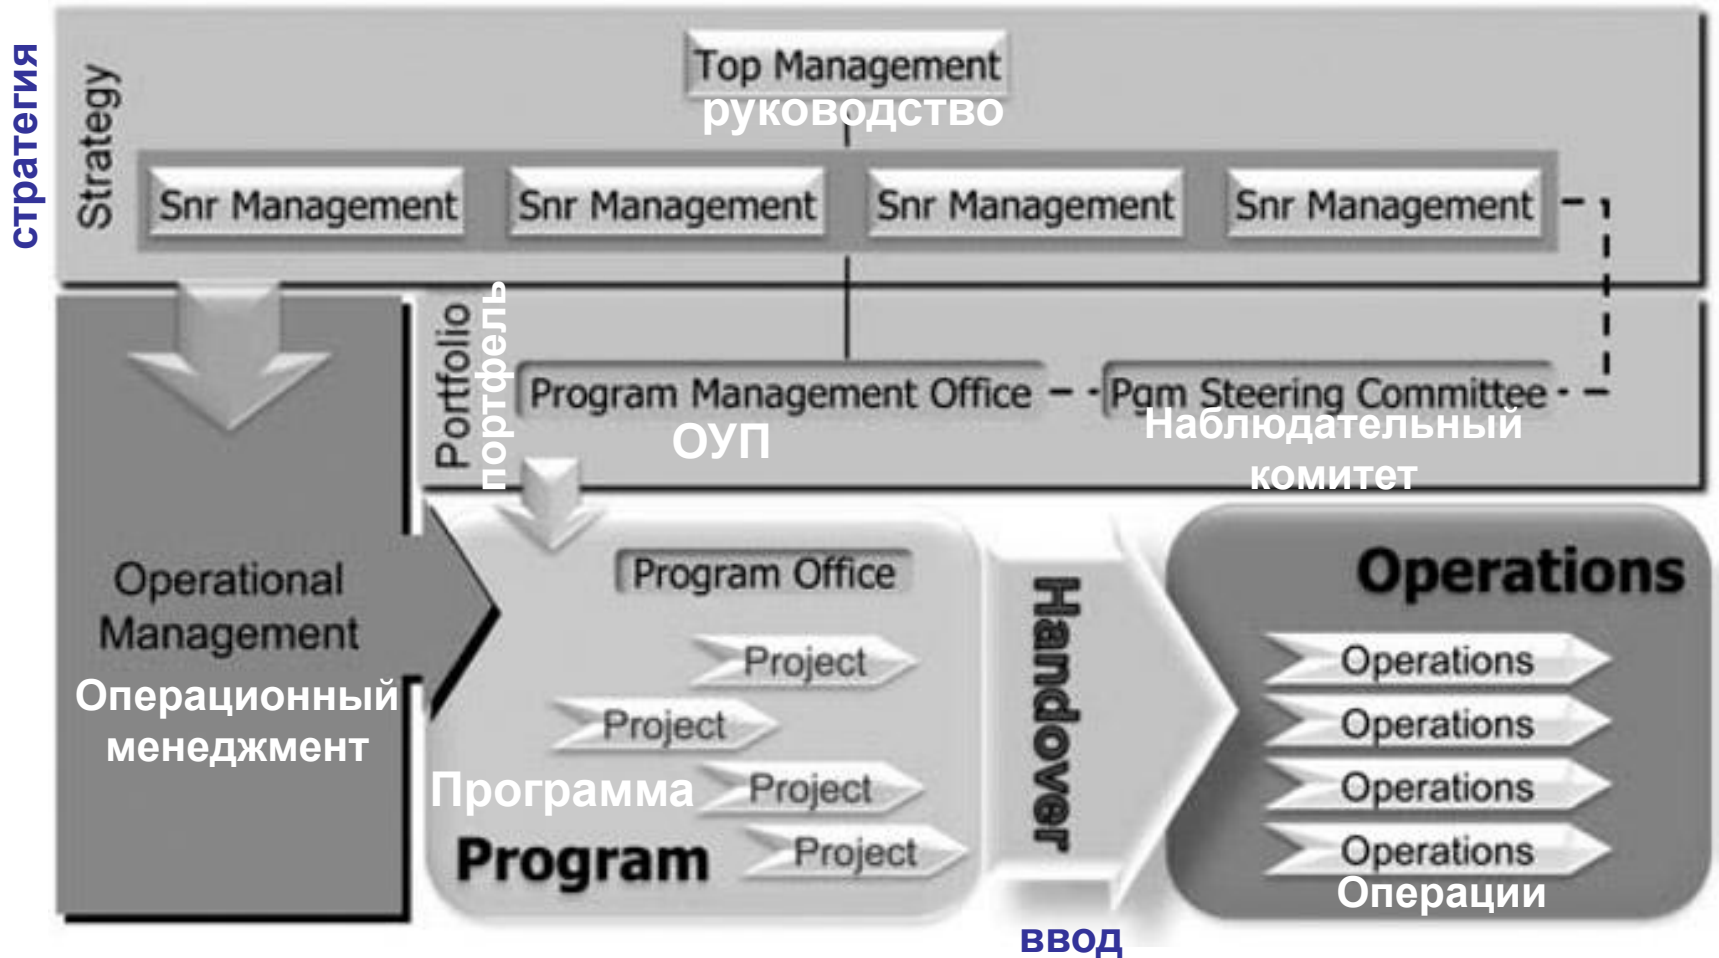 стратегия
Strategy
Top Management
руководство
Snr Management
Snr Management
Snr Management
Snr Management
Portfolio
портфель
Program Management Office
Pgm Steering Committee
ОУП
Наблюдательный
комитет
Operational
Management
Операционный
менеджмент
Program Office
Project
Project
Project
Project
Программа
Program
Handover
ввод
Operations
Operations
Operations
Operations
Operations
Операции